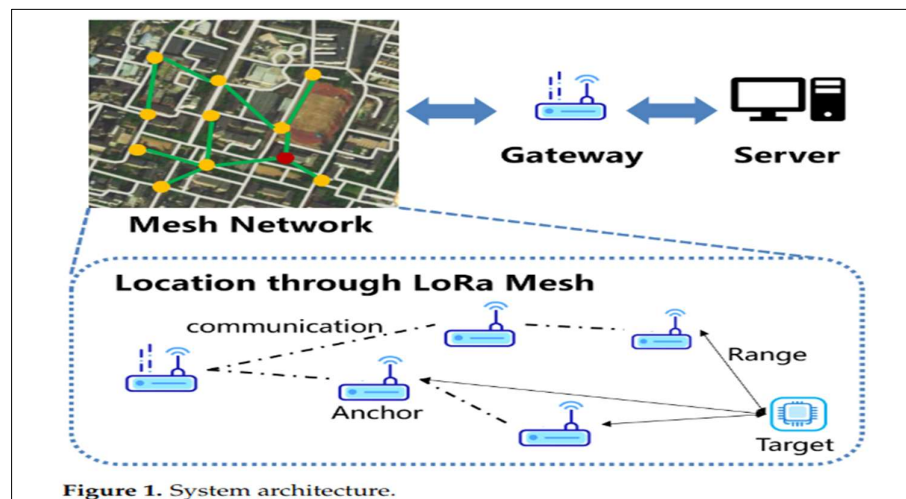 Gateway
Server
Mesh Network
Location through LoRa Mesh
communication
Range
Anchor
Target
Figure 1. System architecture.